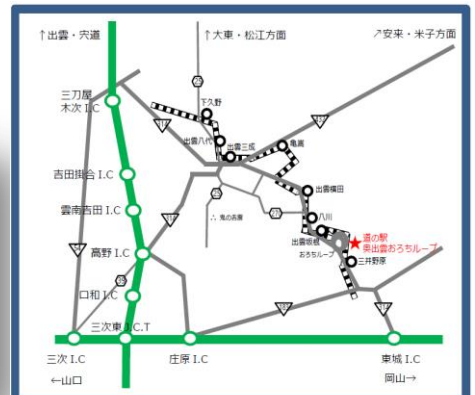 ↑出雲・宍道
↑大東・松江方面
↗安来・米子方面
三刀屋
木次 I.C
下久野
出雲八代
出雲三成
亀嵩
吉田掛合 I.C
出雲横田
雲南吉田 I.C
∴ 鬼の舌震
八川
出雲坂根
道の駅
奥出雲おろちループ
おろちループ
三井野原
高野 I.C
口和 I.C
三次東 J.C.T
三次 I.C
庄原 I.C
東城 I.C
←山口
岡山→